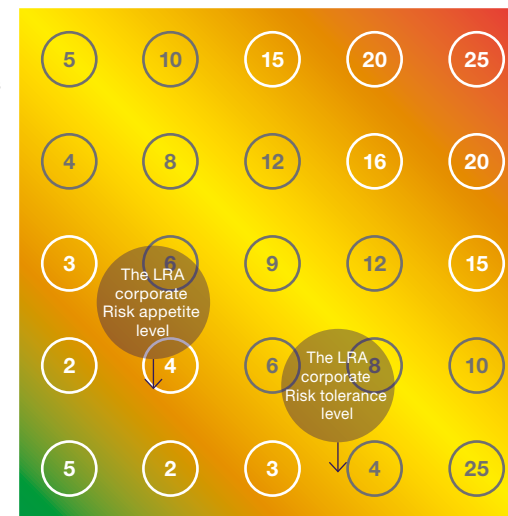 5 10 15 20 25
4 8 12 16 20
3 6 9 12 15
The LRA
corporate
Risk appetite
level
2 4 6 8 10
The LRA
corporate
Risk tolerance
level
5 2 3 4 25